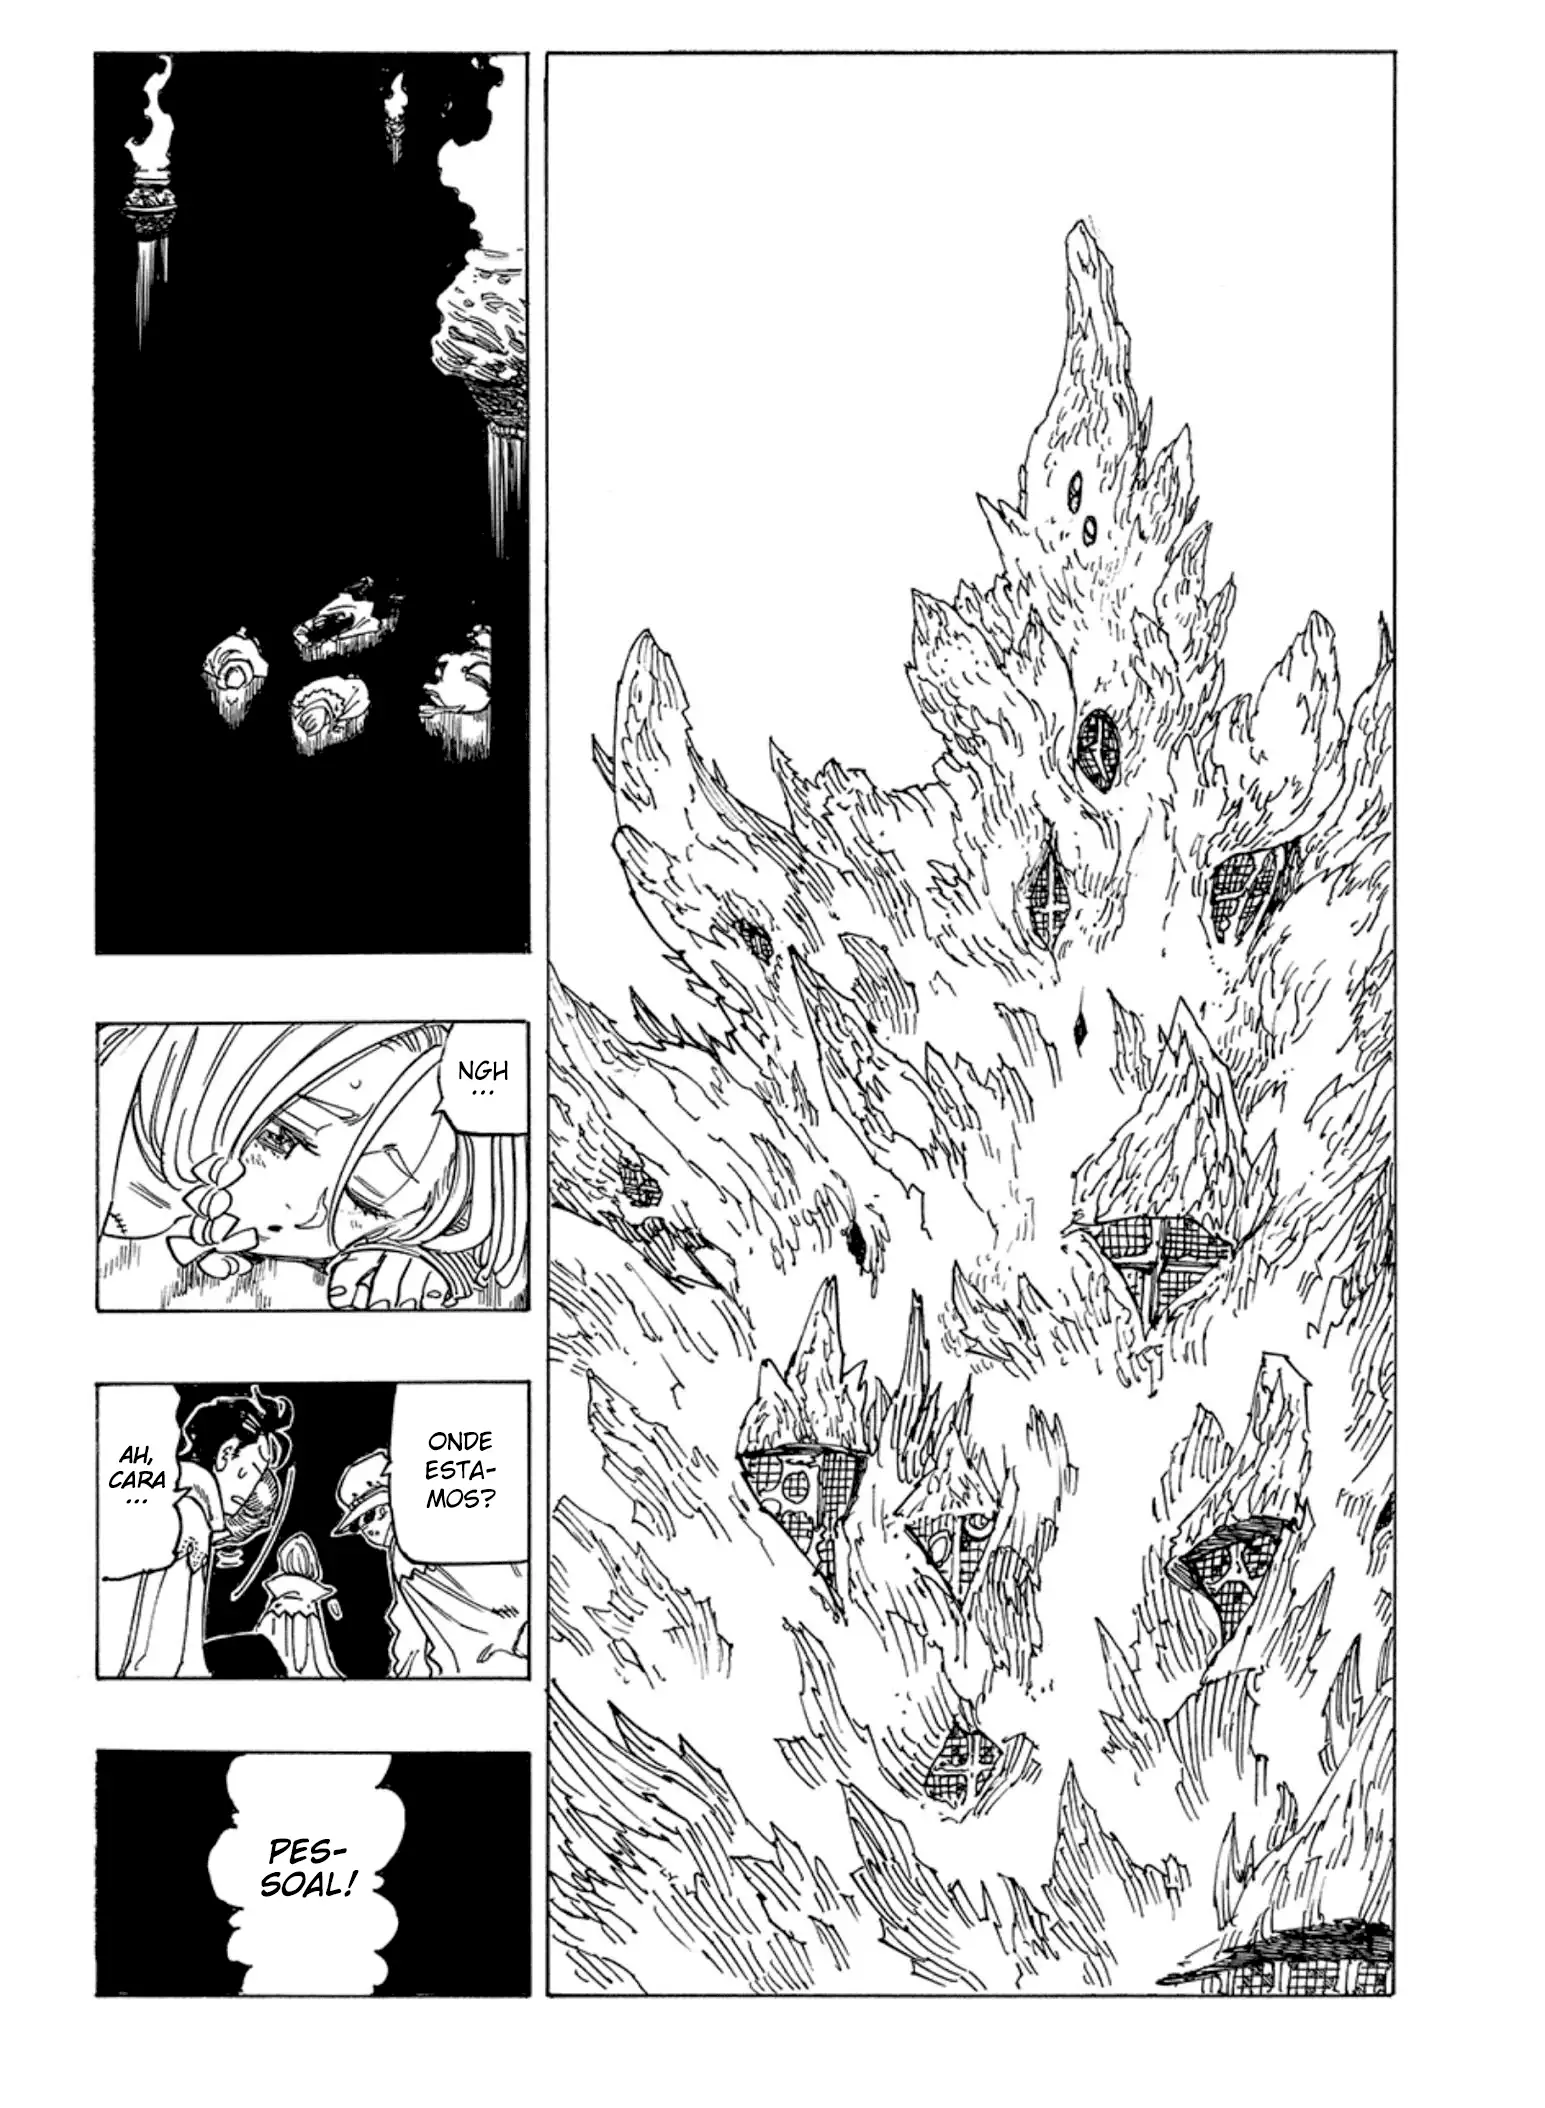 NGH
...
ONDE
ESTA-
MOS?
AH,
CARA
...
PES-
SOAL!